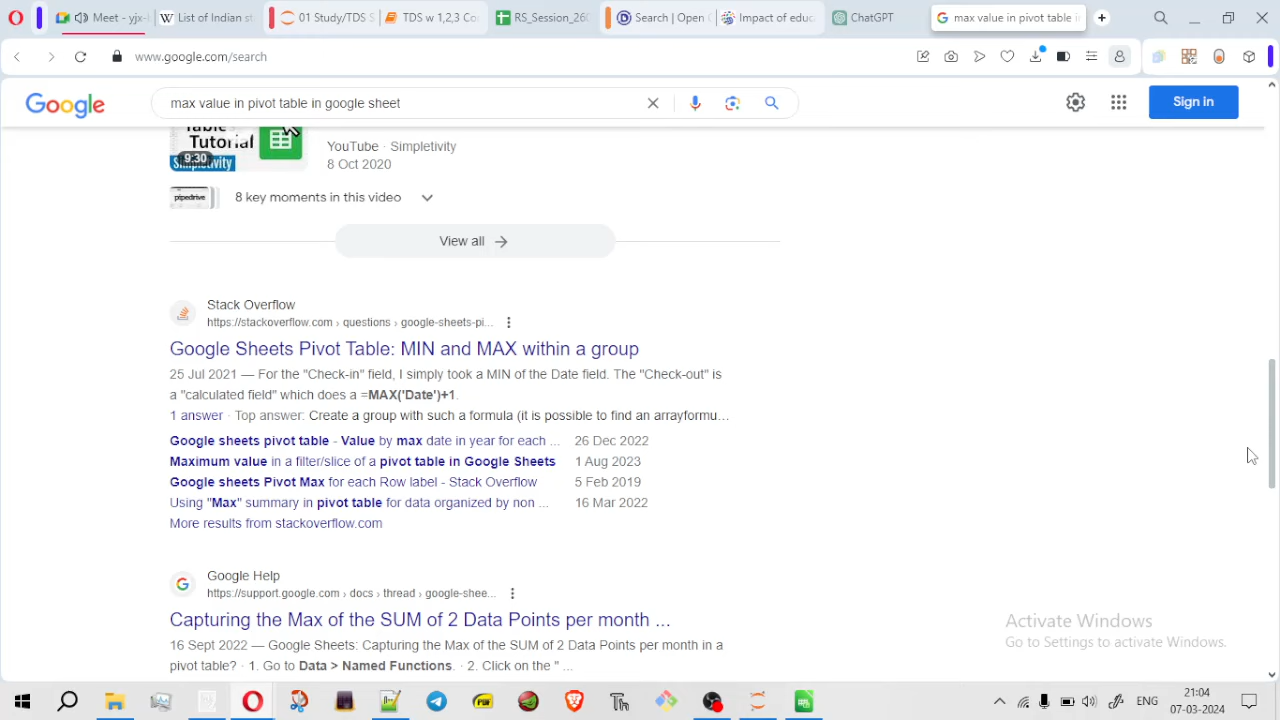 Meet – yjx-
List of Indian st
01 Study/TDS S
TDS w 1,2,3 Co
RS_Session_260
Search | Open C
Impact of educ
ChatGPT
max value in pivot table in
www.google.com/search
Google
max value in pivot table in google sheet
Sign in
Table
Tutorial
9:30
Simpletivity
YouTube · Simpletivity
8 Oct 2020
pipedrive
8 key moments in this video
View all
Stack Overflow
https://stackoverflow.com › questions › google-sheets-pi...
Google Sheets Pivot Table: MIN and MAX within a group
25 Jul 2021 — For the "Check-in" field, I simply took a MIN of the Date field. The "Check-out" is
a "calculated field" which does a =MAX('Date')+1.
1 answer · Top answer: Create a group with such a formula (it is possible to find an arrayformu...
Google sheets pivot table - Value by max date in year for each ... 26 Dec 2022
Maximum value in a filter/slice of a pivot table in Google Sheets 1 Aug 2023
Google sheets Pivot Max for each Row label - Stack Overflow 5 Feb 2019
Using "Max" summary in pivot table for data organized by non ... 16 Mar 2022
More results from stackoverflow.com
Google Help
https://support.google.com › docs › thread › google-shee...
Capturing the Max of the SUM of 2 Data Points per month ...
16 Sept 2022 — Google Sheets: Capturing the Max of the SUM of 2 Data Points per month in a
pivot table? · 1. Go to Data > Named Functions. · 2. Click on the " ...
Activate Windows
Go to Settings to activate Windows.
ENG
21:04
07-03-2024